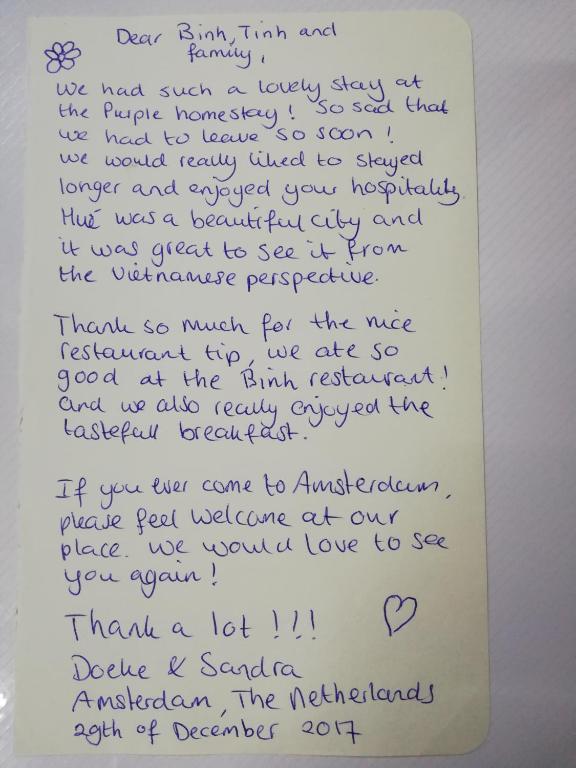 Dear Binh, Tinh and
family,
We had such a lovely stay at
the Purple homestay! So sad that
we had to leave so soon!
We would really liked to stayed
longer and enjoyed your hospitality.
Hué was a beautiful city and
it was great to see it from
the Vietnamese perspective.
Thank so much for the nice
restaurant tip, we ate so
good at the Binh restaurant!
And we also really enjoyed the
tastefull breakfast.
If you ever come to Amsterdam,
please feel welcome at our
place. We would love to see
you again!
Thank a lot !!!
Doeke & Sandra
Amsterdam, The Netherlands
29th of December 2017